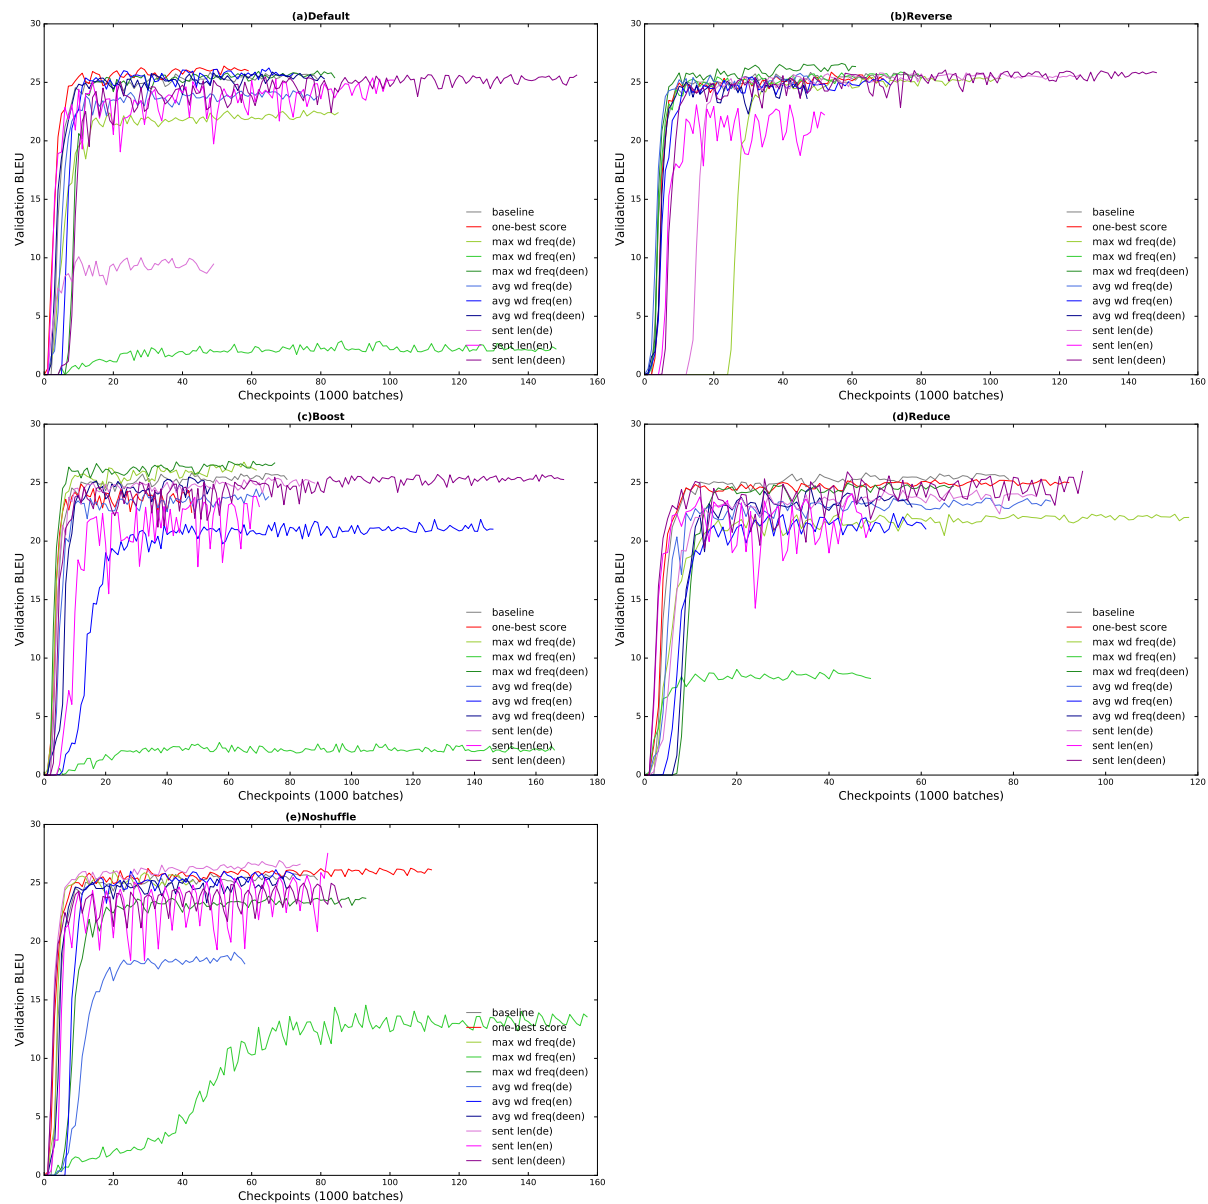 (a)Default
Validation BLEU
30
25
20
15
10
5
0
baseline
one-best score
max wd freq(de)
max wd freq(en)
max wd freq(deen)
avg wd freq(de)
avg wd freq(en)
avg wd freq(deen)
sent len(de)
sent len(en)
sent len(deen)
0 20 40 60 80 100 120 140 160
Checkpoints (1000 batches)
(b)Reverse
Validation BLEU
30
25
20
15
10
5
0
baseline
one-best score
max wd freq(de)
max wd freq(en)
max wd freq(deen)
avg wd freq(de)
avg wd freq(en)
avg wd freq(deen)
sent len(de)
sent len(en)
sent len(deen)
0 20 40 60 80 100 120 140 160
Checkpoints (1000 batches)
(c)Boost
Validation BLEU
30
25
20
15
10
5
0
baseline
one-best score
max wd freq(de)
max wd freq(en)
max wd freq(deen)
avg wd freq(de)
avg wd freq(en)
avg wd freq(deen)
sent len(de)
sent len(en)
sent len(deen)
0 20 40 60 80 100 120 140 160 180
Checkpoints (1000 batches)
(d)Reduce
Validation BLEU
30
25
20
15
10
5
0
baseline
one-best score
max wd freq(de)
max wd freq(en)
max wd freq(deen)
avg wd freq(de)
avg wd freq(en)
avg wd freq(deen)
sent len(de)
sent len(en)
sent len(deen)
0 20 40 60 80 100 120
Checkpoints (1000 batches)
(e)Noshuffle
Validation BLEU
30
25
20
15
10
5
0
baseline
one-best score
max wd freq(de)
max wd freq(en)
max wd freq(deen)
avg wd freq(de)
avg wd freq(en)
avg wd freq(deen)
sent len(de)
sent len(en)
sent len(deen)
0 20 40 60 80 100 120 140 160
Checkpoints (1000 batches)